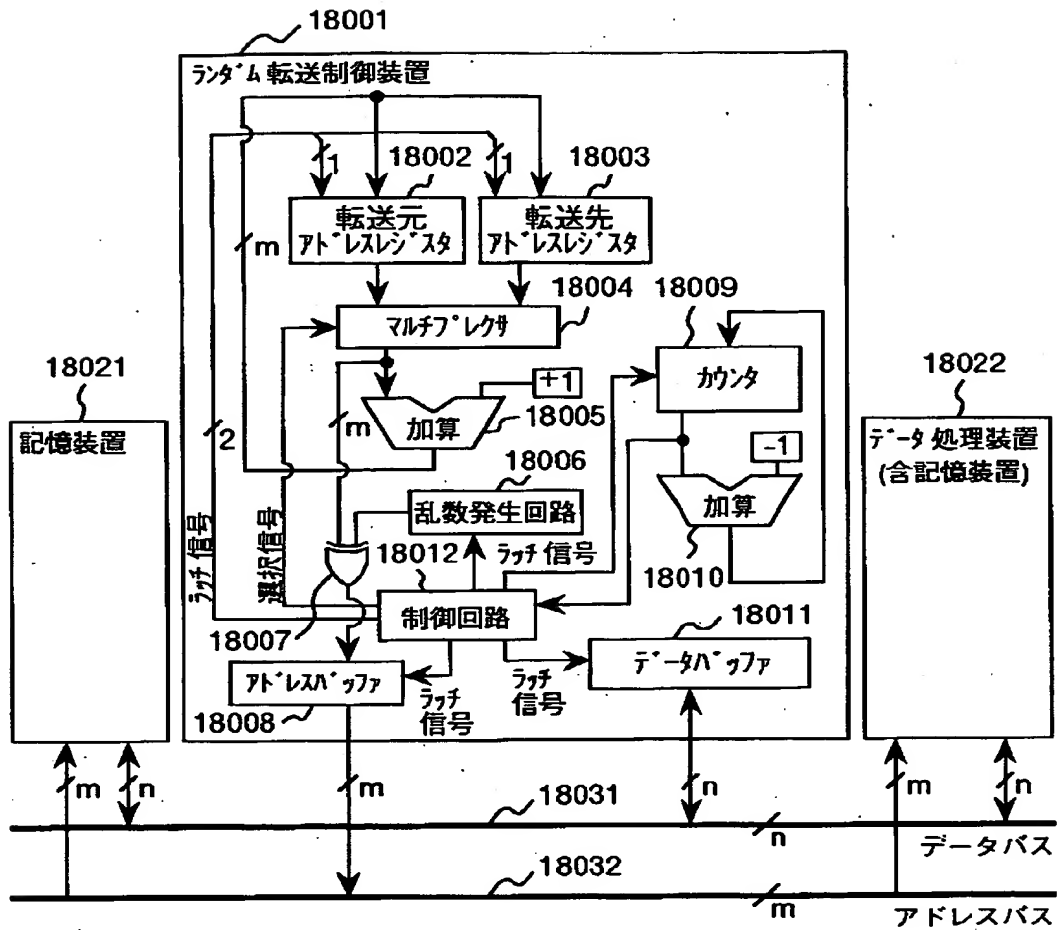 18001
ランダム転送制御装置
1
18002
1
18003
転送元
アドレスレジスタ
転送先
アドレスレジスタ
m
18004
18009
マルチプレクサ
18021
カウンタ
18022
+1
記憶装置
2
m
加算
18005
-1
データ処理装置
(含記憶装置)
18006
加算
乱数発生回路
ラッチ信号
選択信号
18012
ラッチ信号
18010
18007
制御回路
18011
アドレスバッファ
ラッチ
信号
ラッチ
信号
データバッファ
18008
m
n
m
n
m
n
18031
n
データバス
18032
m
アドレスバス